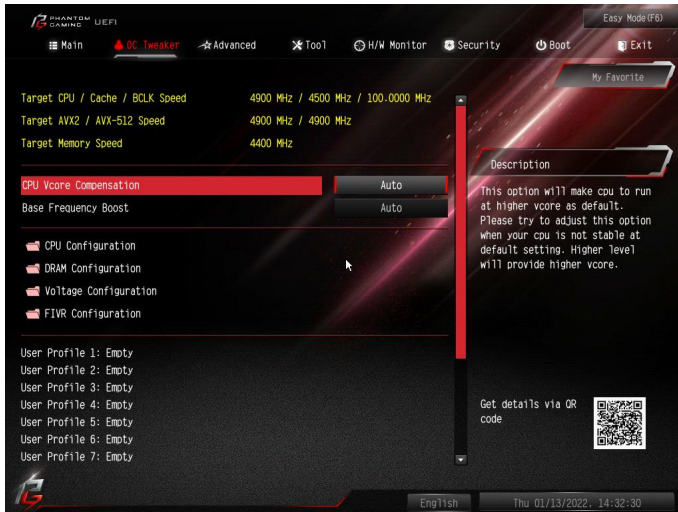 PHANTOM GAMING UEFI
Easy Mode(F6)
Main OC Tweaker Advanced Tool H/W Monitor Security Boot Exit
My Favorite
Target CPU / Cache / BCLK Speed 4900 MHz / 4500 MHz / 100.0000 MHz
Target AVX2 / AVX-512 Speed 4900 MHz / 4900 MHz
Target Memory Speed 4400 MHz
CPU Vcore Compensation Auto
Base Frequency Boost Auto
CPU Configuration
DRAM Configuration
Voltage Configuration
FIVR Configuration
User Profile 1: Empty
User Profile 2: Empty
User Profile 3: Empty
User Profile 4: Empty
User Profile 5: Empty
User Profile 6: Empty
User Profile 7: Empty
Description
This option will make cpu to run
at higher vcore as default.
Please try to adjust this option
when your cpu is not stable at
default setting. Higher level
will provide higher vcore.
Get details via QR
code
English
Thu 01/13/2022. 14:32:30